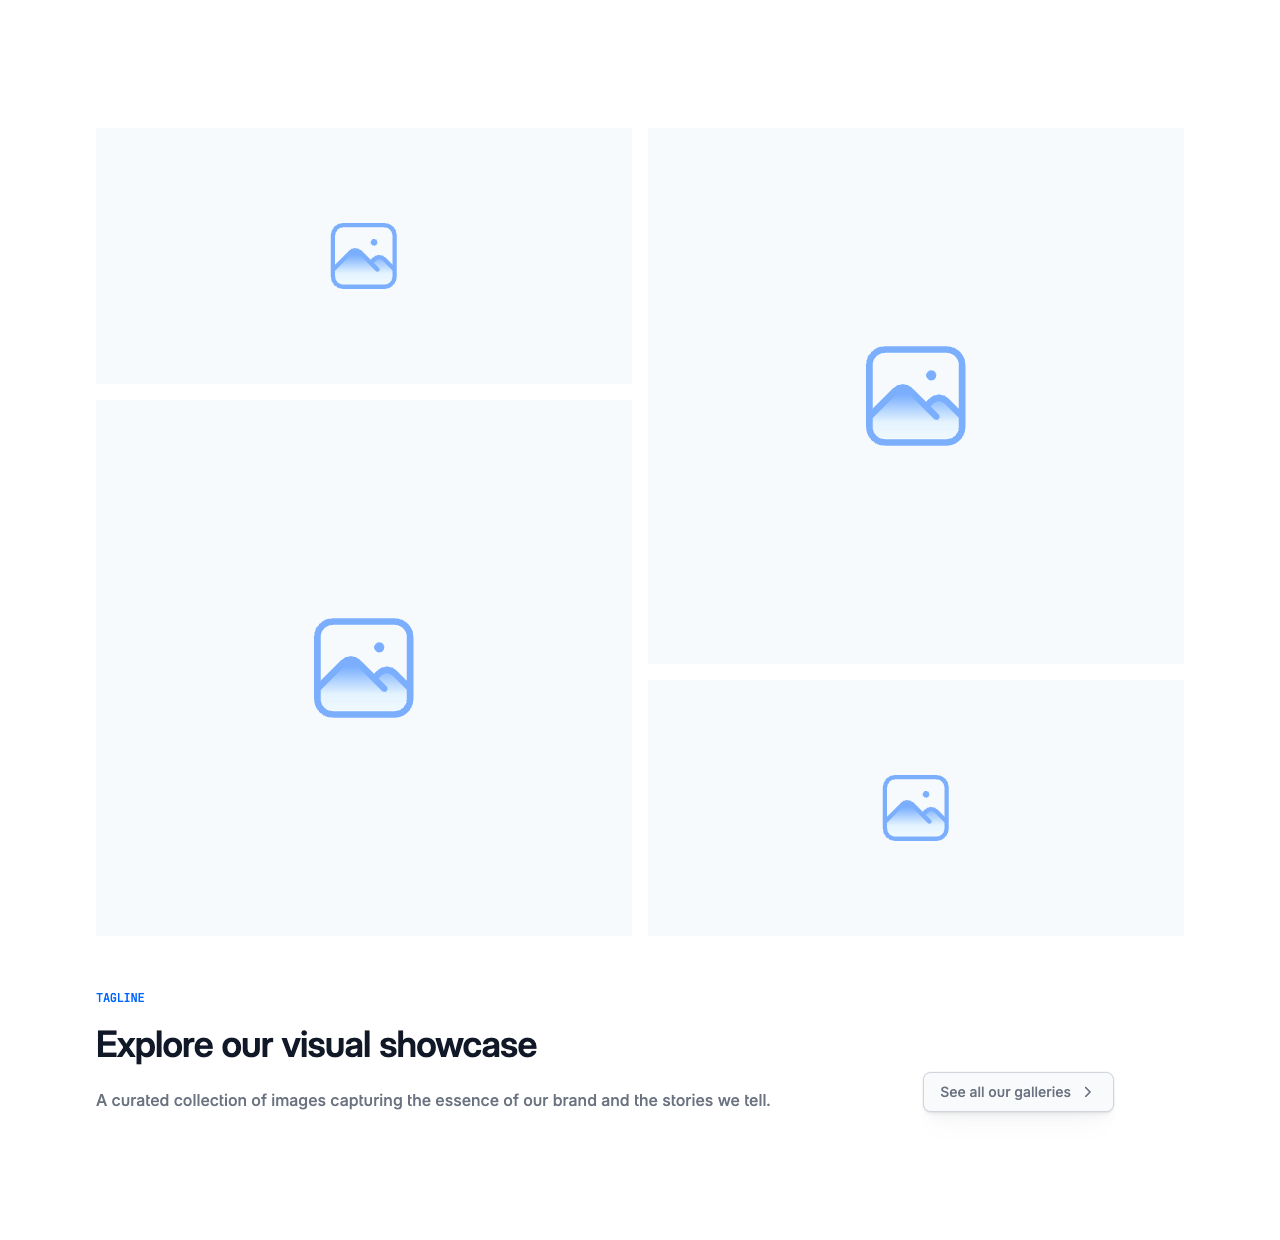 TAGLINE
Explore our visual showcase
A curated collection of images capturing the essence of our brand and the stories we tell.
See all our galleries